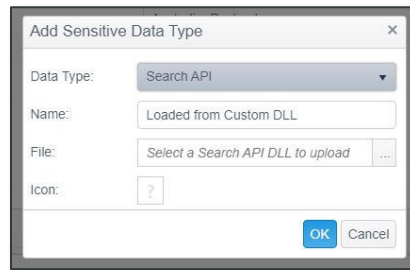 Add Sensitive Data Type ×
Data Type: Search API
Name: Loaded from Custom DLL
File: Select a Search API DLL to upload ...
Icon: ?
OK Cancel